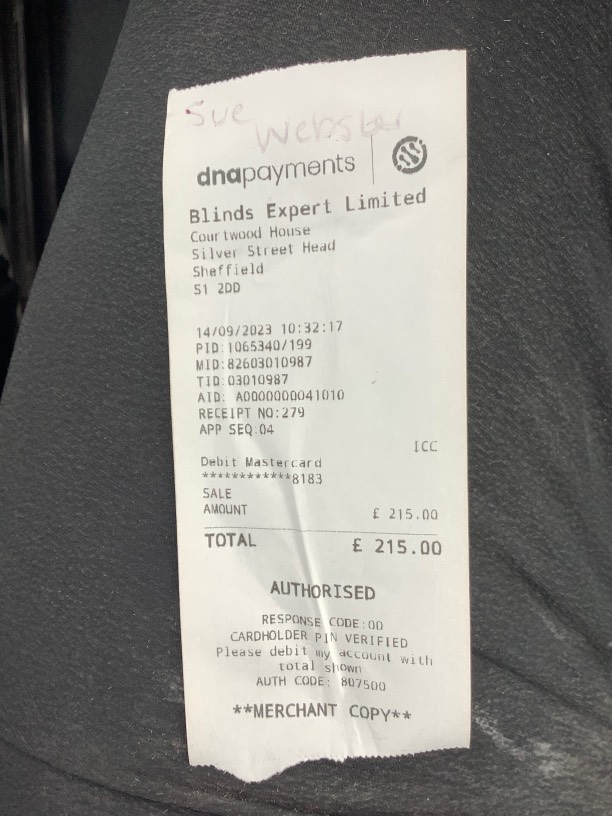 Sue
Webster
dnapayments
Blinds Expert Limited
Courtwood House
Silver Street Head
Sheffield
S1 2DD
14/09/2023 10:32:17
PID:1065340/199
MID:82603010987
TID:03010987
AID: A0000000041010
RECEIPT NO:279
APP SEQ:04
ICC
Debit Mastercard
************8183
SALE
AMOUNT £ 215.00
TOTAL £ 215.00
AUTHORISED
RESPONSE CODE:00
CARDHOLDER PIN VERIFIED
Please debit my account with
total shown
AUTH CODE: 807500
**MERCHANT COPY**